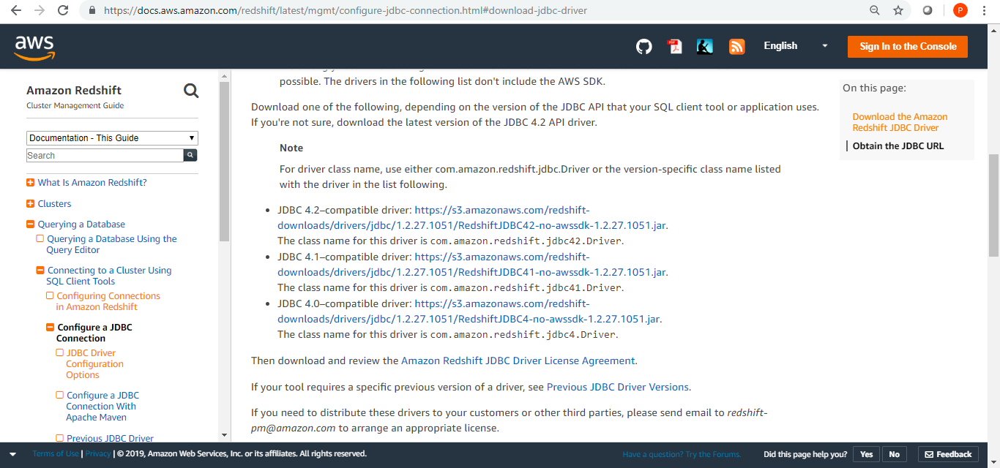 https://docs.aws.amazon.com/redshift/latest/mgmt/configure-jdbc-connection.html#download-jdbc-driver
P
aws
PDF
English
Sign In to the Console
Amazon Redshift
Cluster Management Guide
Documentation - This Guide
Search
What Is Amazon Redshift?
Clusters
Querying a Database
Querying a Database Using the
Query Editor
Connecting to a Cluster Using
SQL Client Tools
Configuring Connections
in Amazon Redshift
Configure a JDBC
Connection
JDBC Driver
Configuration
Options
Configure a JDBC
Connection With
Apache Maven
Previous JDBC Driver
possible. The drivers in the following list don't include the AWS SDK.
Download one of the following, depending on the version of the JDBC API that your SQL client tool or application uses.
If you're not sure, download the latest version of the JDBC 4.2 API driver.
Note
For driver class name, use either com.amazon.redshift.jdbc.Driver or the version-specific class name listed
with the driver in the list following.
• JDBC 4.2–compatible driver: https://s3.amazonaws.com/redshift-
downloads/drivers/jdbc/1.2.27.1051/RedshiftJDBC42-no-awssdk-1.2.27.1051.jar.
The class name for this driver is com.amazon.redshift.jdbc42.Driver.
• JDBC 4.1–compatible driver: https://s3.amazonaws.com/redshift-
downloads/drivers/jdbc/1.2.27.1051/RedshiftJDBC41-no-awssdk-1.2.27.1051.jar.
The class name for this driver is com.amazon.redshift.jdbc41.Driver.
• JDBC 4.0–compatible driver: https://s3.amazonaws.com/redshift-
downloads/drivers/jdbc/1.2.27.1051/RedshiftJDBC4-no-awssdk-1.2.27.1051.jar.
The class name for this driver is com.amazon.redshift.jdbc4.Driver.
Then download and review the Amazon Redshift JDBC Driver License Agreement.
If your tool requires a specific previous version of a driver, see Previous JDBC Driver Versions.
If you need to distribute these drivers to your customers or other third parties, please send email to redshift-
pm@amazon.com to arrange an appropriate license.
On this page:
Download the Amazon
Redshift JDBC Driver
Obtain the JDBC URL
Terms of Use | Privacy | © 2019, Amazon Web Services, Inc. or its affiliates. All rights reserved.
Have a question? Try the Forums.
Did this page help you?
Yes
No
Feedback